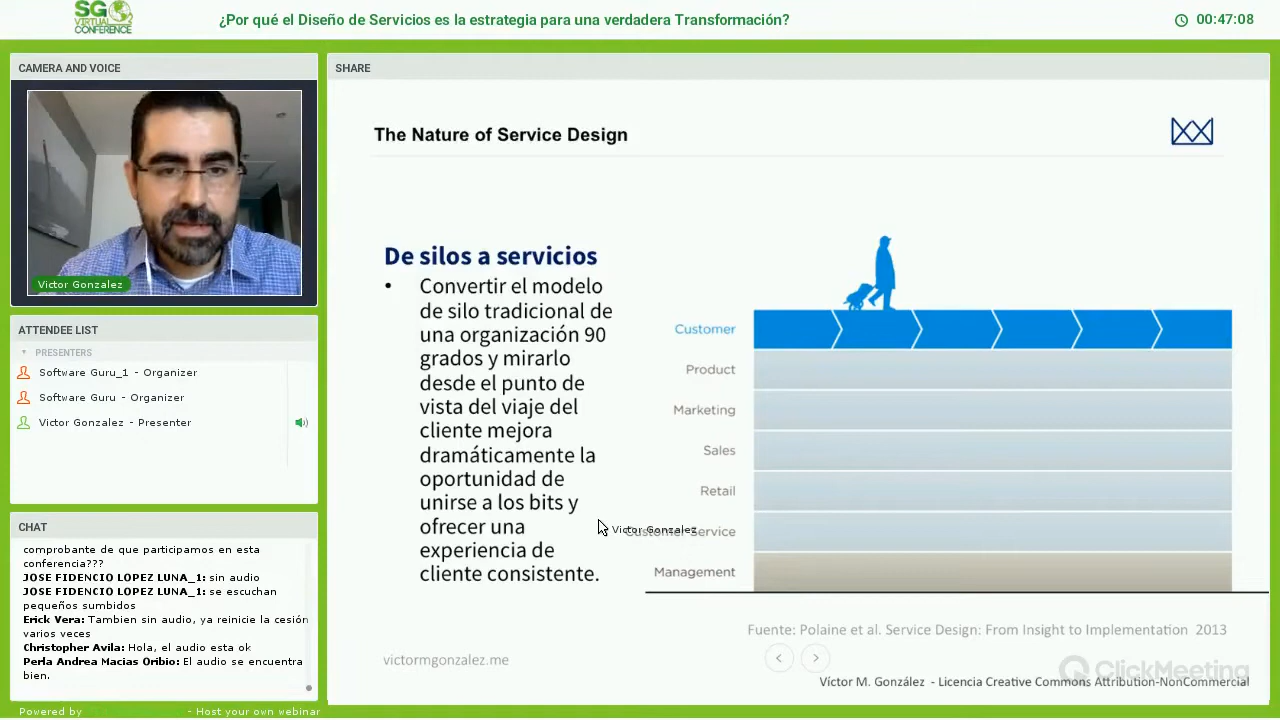 SG
VIRTUAL
CONFERENCE
¿Por qué el Diseño de Servicios es la estrategia para una verdadera Transformación?
00:47:08
CAMERA AND VOICE
Victor Gonzalez
ATTENDEE LIST
PRESENTERS
Software Guru_1 - Organizer
Software Guru - Organizer
Victor Gonzalez - Presenter
CHAT
comprobante de que participamos en esta
conferencia???
JOSE FIDENCIO LOPEZ LUNA_1: sin audio
JOSE FIDENCIO LOPEZ LUNA_1: se escuchan
pequeños sumbidos
Erick Vera: Tambien sin audio, ya reinicie la cesión
varios veces
Christopher Avila: Hola, el audio esta ok
Perla Andrea Macias Oribio: El audio se encuentra
bien.
Powered by - Host your own webinar
SHARE
The Nature of Service Design
De silos a servicios
• Convertir el modelo
de silo tradicional de
una organización 90
grados y mirarlo
desde el punto de
vista del viaje del
cliente mejora
dramáticamente la
oportunidad de
unirse a los bits y
ofrecer una
experiencia de
cliente consistente.
Customer
Product
Marketing
Sales
Retail
Customer Service
Victor Gonzalez
Management
Fuente: Polaine et al. Service Design: From Insight to Implementation 2013
victormgonzalez.me
ClickMeeting
Víctor M. González - Licencia Creative Commons Attribution-NonCommercial